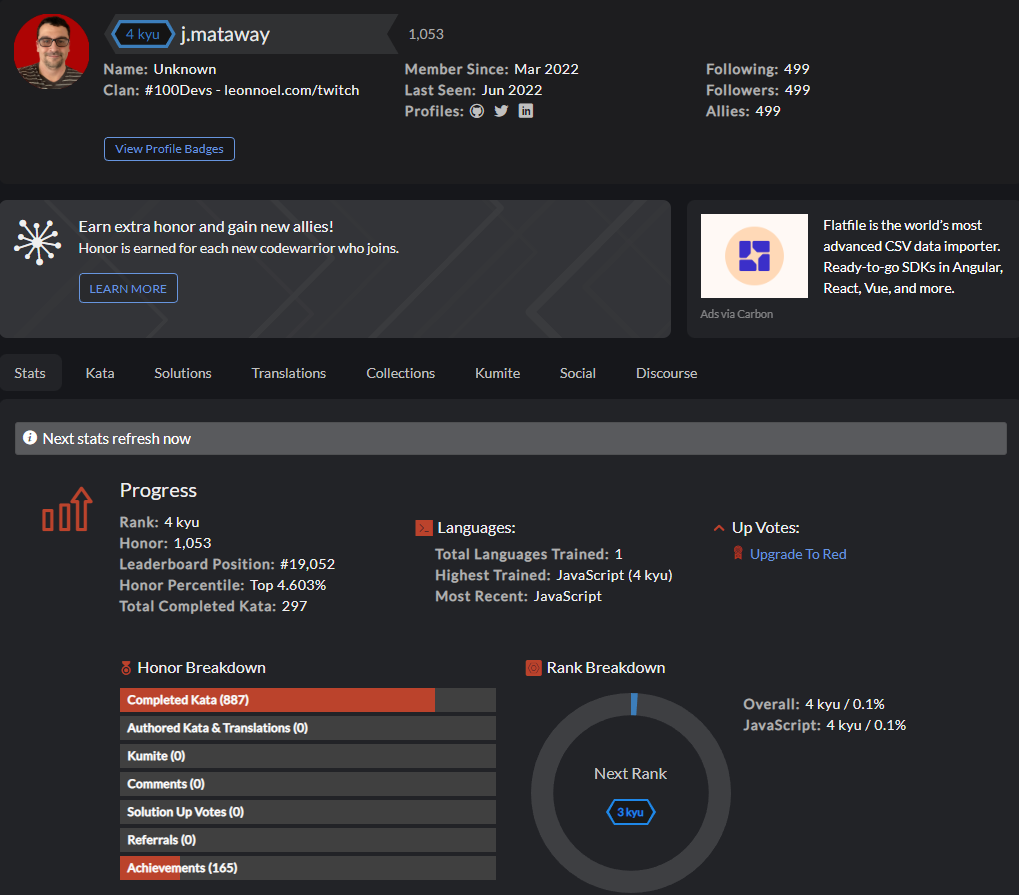 4 kyu j.mataway 1,053
Name: Unknown
Clan: #100Devs - leonnoel.com/twitch
Member Since: Mar 2022
Last Seen: Jun 2022
Profiles:
Following: 499
Followers: 499
Allies: 499
View Profile Badges
Earn extra honor and gain new allies!
Honor is earned for each new codewarrior who joins.
LEARN MORE
Flatfile is the world's most
advanced CSV data importer.
Ready-to-go SDKs in Angular,
React, Vue, and more.
Ads via Carbon
Stats Kata Solutions Translations Collections Kumite Social Discourse
Next stats refresh now
Progress
Rank: 4 kyu
Honor: 1,053
Leaderboard Position: #19,052
Honor Percentile: Top 4.603%
Total Completed Kata: 297
Languages:
Total Languages Trained: 1
Highest Trained: JavaScript (4 kyu)
Most Recent: JavaScript
Up Votes:
Upgrade To Red
Honor Breakdown
Completed Kata (887)
Authored Kata & Translations (0)
Kumite (0)
Comments (0)
Solution Up Votes (0)
Referrals (0)
Achievements (165)
Rank Breakdown
Next Rank
3 kyu
Overall: 4 kyu / 0.1%
JavaScript: 4 kyu / 0.1%